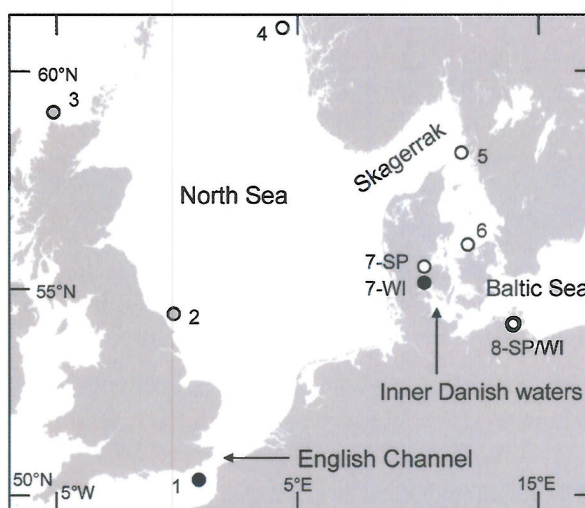 4
60°N
3
Skagerrak
5
North Sea
6
7-SP
7-WI
Baltic Sea
55°N
2
8-SP/WI
Inner Danish waters
English Channel
50°N
5°W
1
5°E
15°E